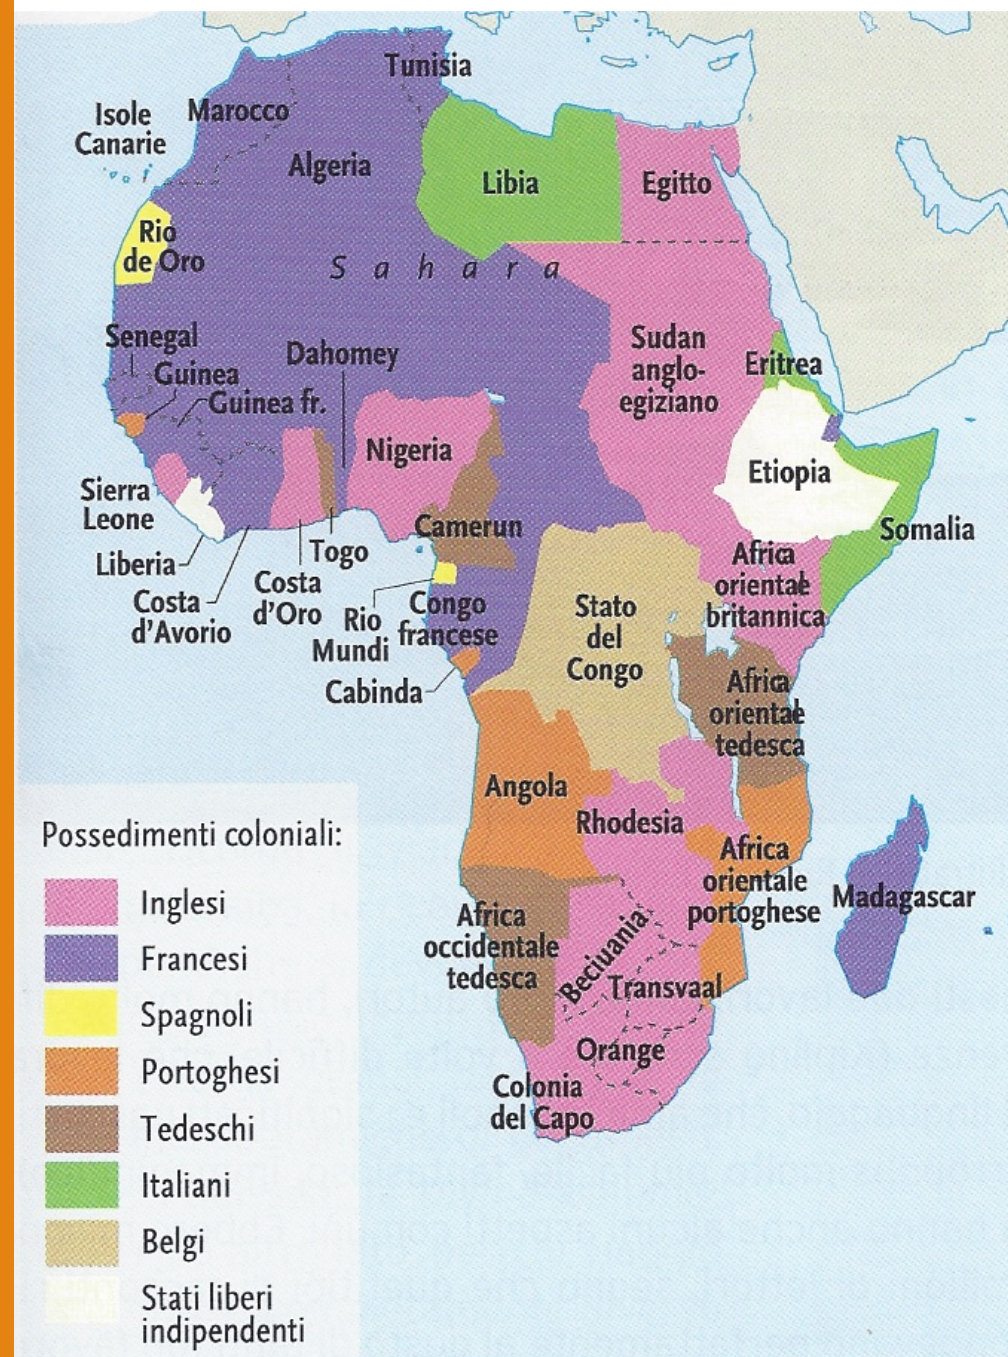 Tunisia
Marocco
Isole
Canarie
Algeria
Libia
Egitto
Rio
de Oro
Sahara
Senegal
Guinea
Guinea fr.
Dahomey
Sudan
anglo-
egiziano
Eritrea
Nigeria
Etiopia
Sierra
Leone
Liberia
Costa
d'Avorio
Costa
d'Oro
Togo
Camerun
Rio
Mundi
Congo
francese
Cabinda
Stato
del
Congo
Africa
orientale
britannica
Somalia
Africa
orientale
tedesca
Angola
Rhodesia
Africa
orientale
portoghese
Madagascar
Africa
occidentale
tedesca
Beciuania
Transvaal
Orange
Colonia
del Capo
Possedimenti coloniali:
Inglesi
Francesi
Spagnoli
Portoghesi
Tedeschi
Italiani
Belgi
Stati liberi
indipendenti